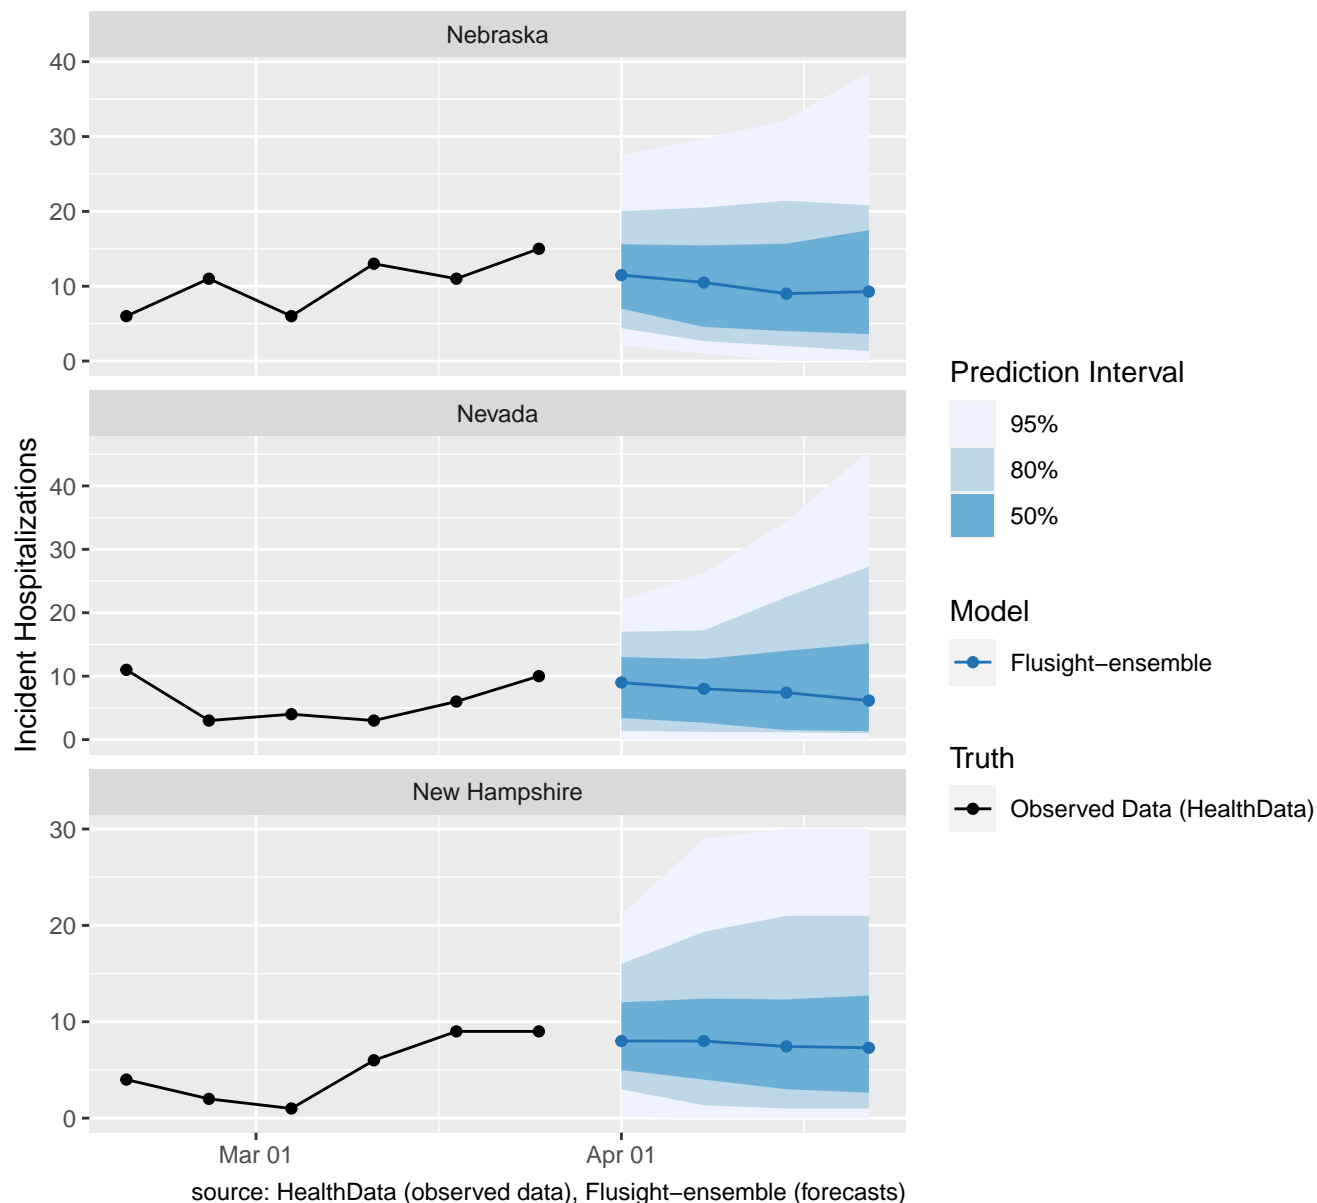 Nebraska
40
30
20
10
0
Nevada
40
30
20
10
0
New Hampshire
30
20
10
0
Mar 01
Apr 01
Incident Hospitalizations
source: HealthData (observed data), Flusight−ensemble (forecasts)
Prediction Interval
95%
80%
50%
Model
Flusight−ensemble
Truth
Observed Data (HealthData)